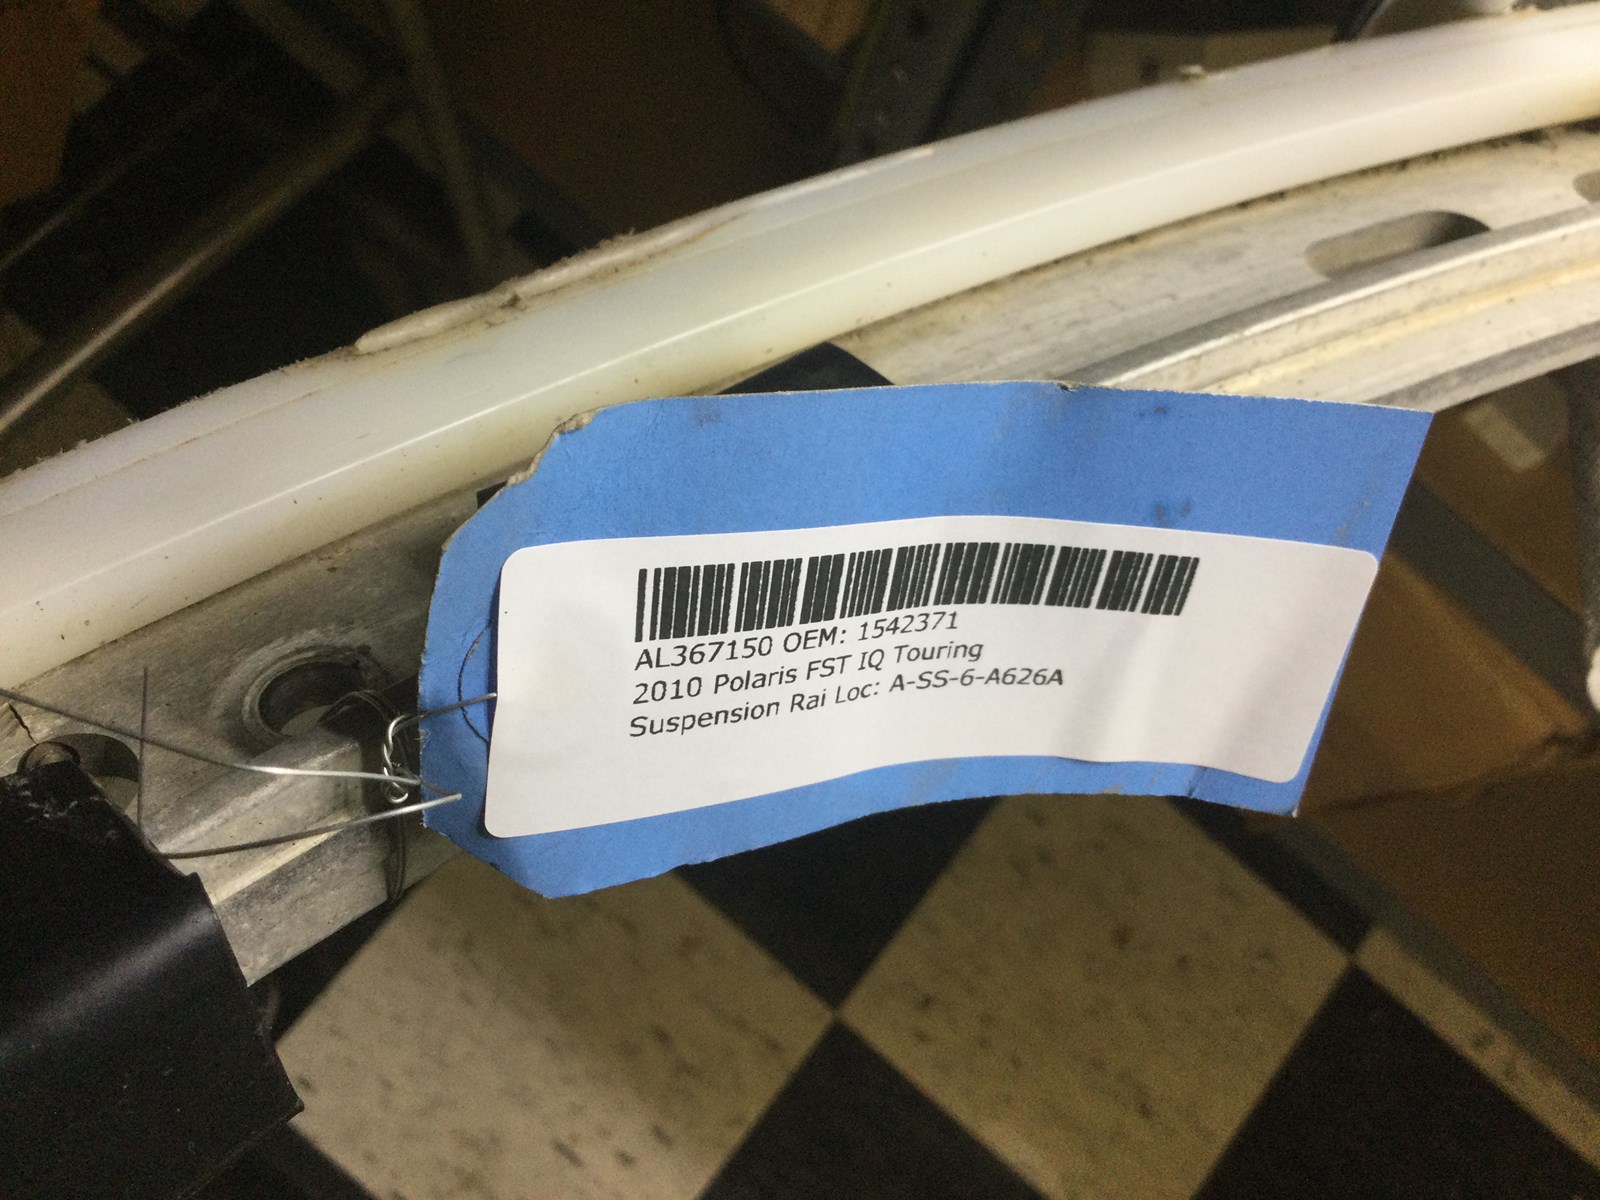 AL367150 OEM: 1542371
2010 Polaris FST IQ Touring
Suspension Rai Loc: A-SS-6-A626A